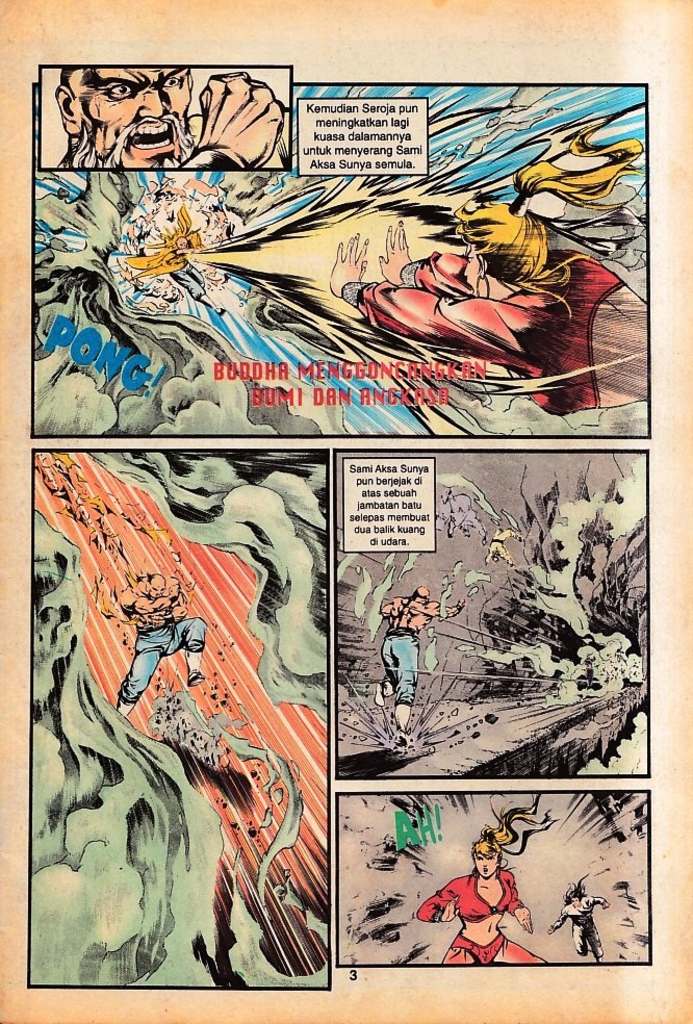 Kemudian Seroja pun
meningkatkan lagi
kuasa dalamannya
untuk menyerang Sami
Aksa Sunya semula.
PONG!
BUDDHA MENGGONCANGKAN
BUMI DAN ANGKASA
Sami Aksa Sunya
pun berjejak di
atas sebuah
jambatan batu
selepas membuat
dua balik kuang
di udara.
AH!
3